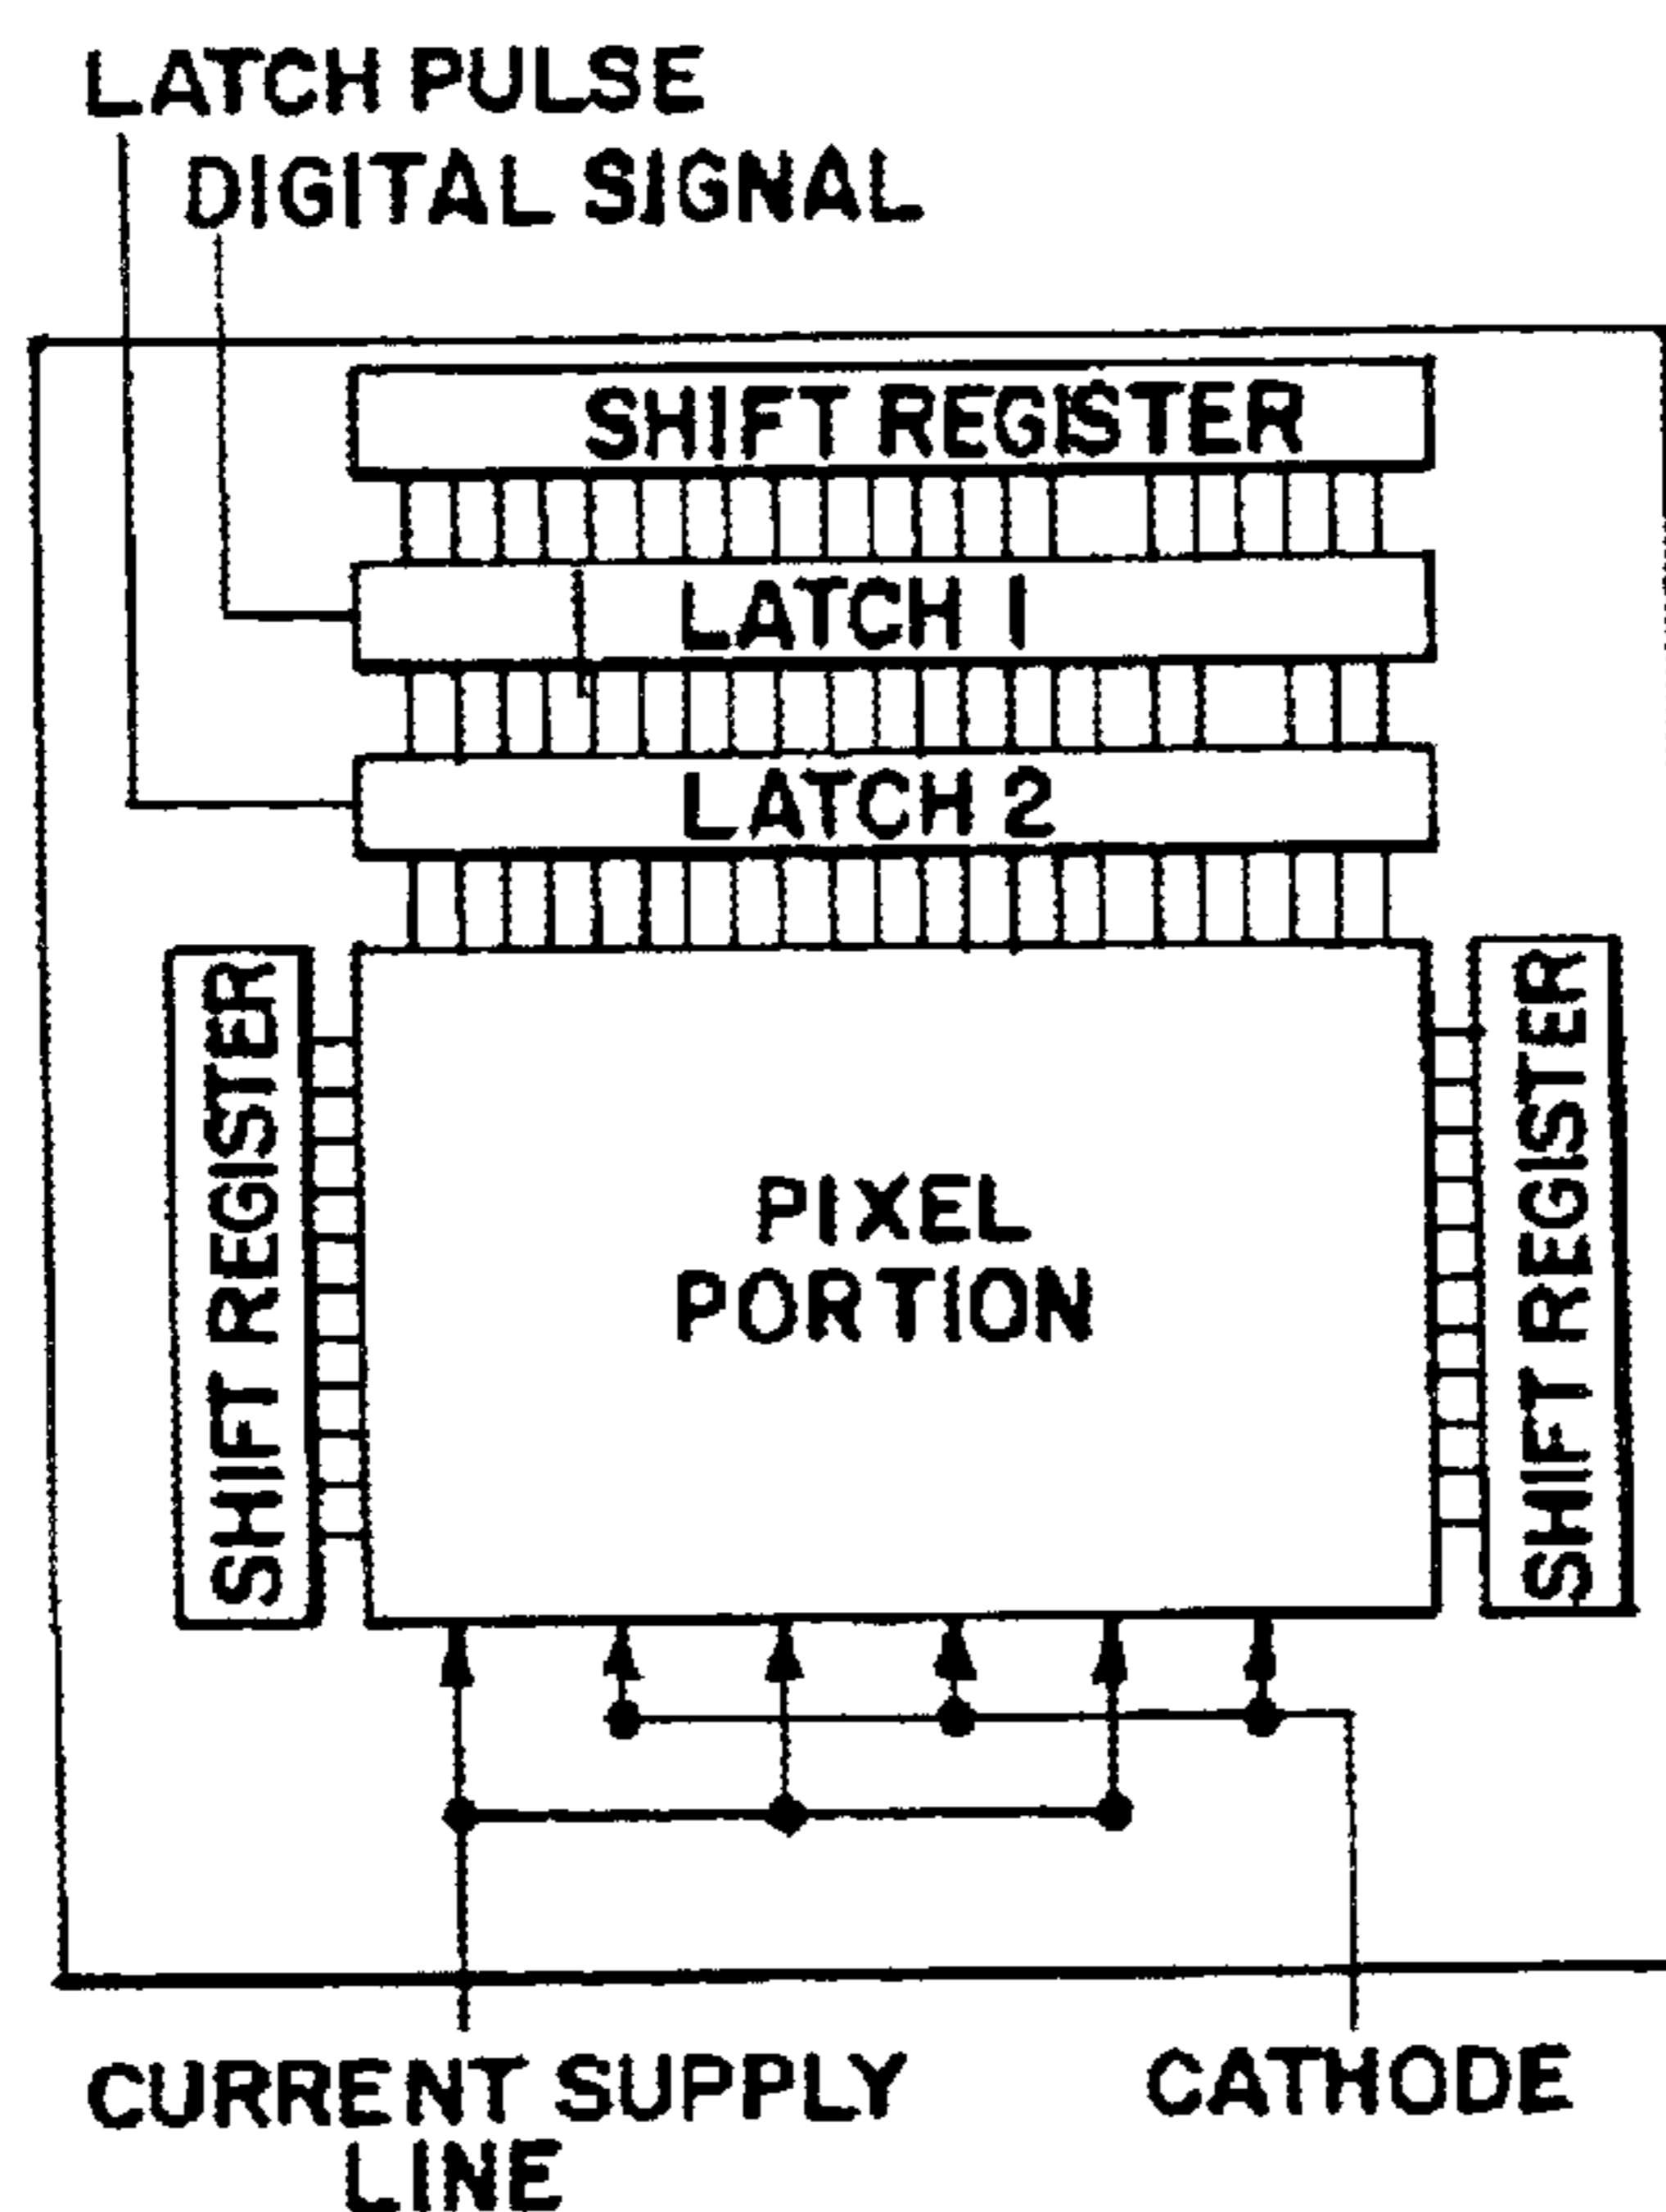 LATCH PULSE
DIGITAL SIGNAL
SHIFT REGISTER
LATCH 1
LATCH 2
SHIFT REGISTER
PIXEL
PORTION
SHIFT REGISTER
CURRENT SUPPLY
LINE
CATHODE